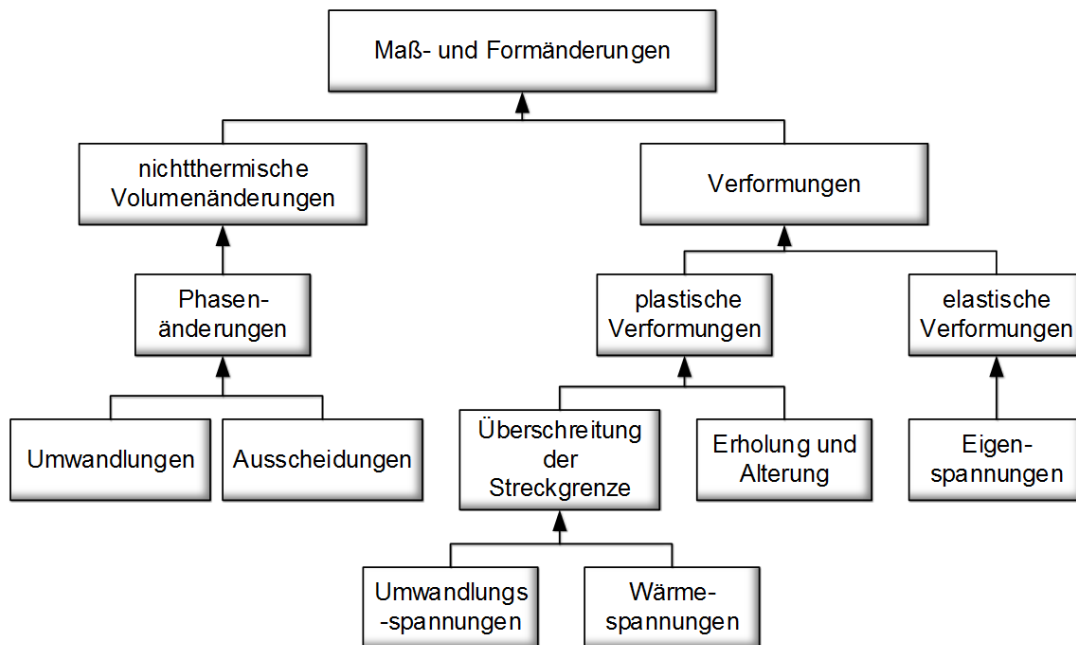 Maß- und Formänderungen
nichtthermische
Volumenänderungen
Verformungen
Phasen-
änderungen
plastische
Verformungen
elastische
Verformungen
Umwandlungen
Ausscheidungen
Überschreitung
der
Streckgrenze
Erholung und
Alterung
Eigen-
spannungen
Umwandlungs
-spannungen
Wärme-
spannungen